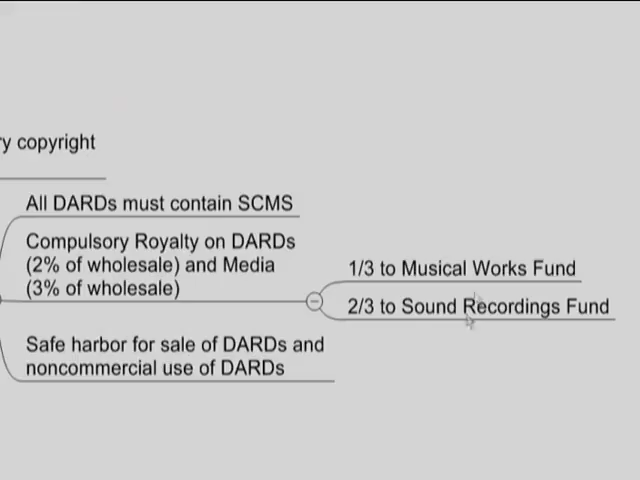 y copyright
All DARDs must contain SCMS
Compulsory Royalty on DARDs
(2% of wholesale) and Media
(3% of wholesale)
1/3 to Musical Works Fund
2/3 to Sound Recordings Fund
Safe harbor for sale of DARDs and
noncommercial use of DARDs